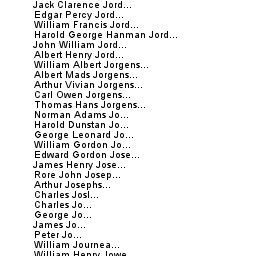 Jack Clarence Jord...
Edgar Percy Jord...
William Francis Jord...
Harold George Hanman Jord...
John William Jord...
Albert Henry Jord...
William Albert Jorgens...
Albert Mads Jorgens...
Arthur Vivian Jorgens...
Carl Owen Jorgens...
Thomas Hans Jorgens...
Norman Adams Jo...
Harold Dunstan Jo...
George Leonard Jo...
William Gordon Jo...
Edward Gordon Jose...
James Henry Jose...
Rore John Josep...
Arthur Josephs...
Charles Josl...
Charles Jo...
George Jo...
James Jo...
Peter Jo...
William Journea...
William Henry Jowe...